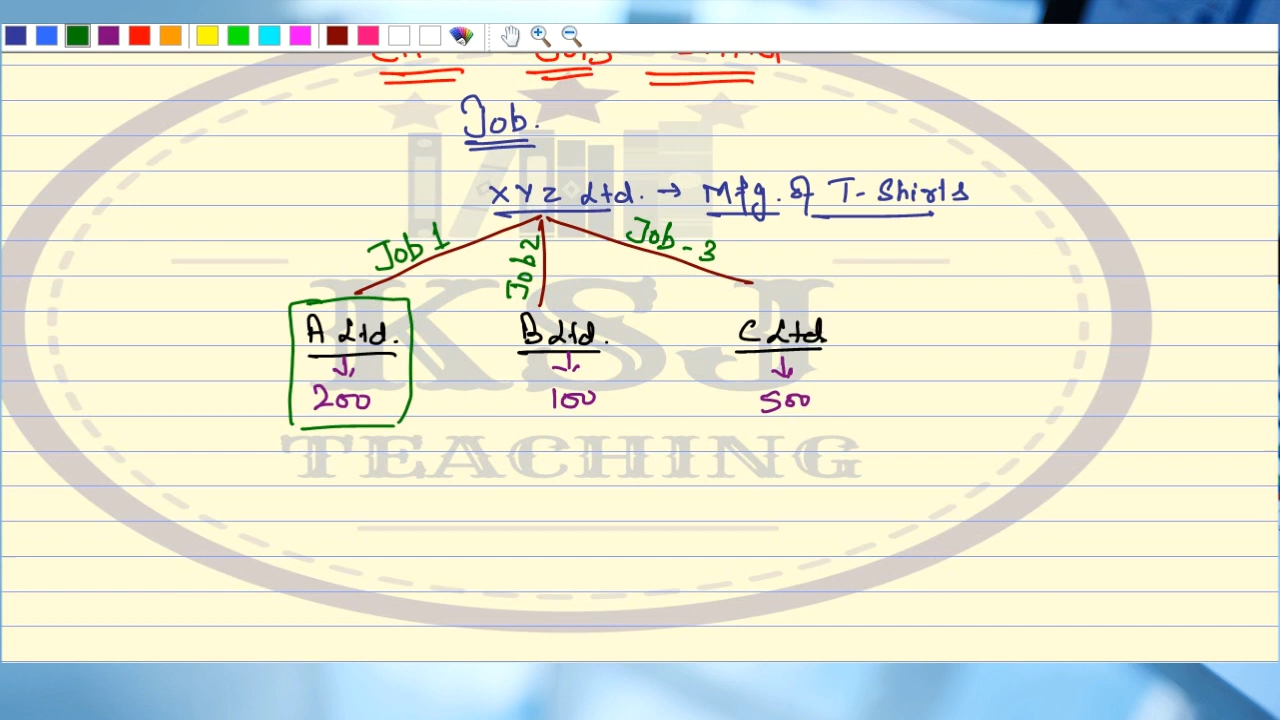 Job.
XYZ Ltd. → Mfg. of T-Shirts
Job 1 Job 2 Job-3
A Ltd. B Ltd. C Ltd
↓ ↓ ↓
200 100 500
KSJ
TEACHING